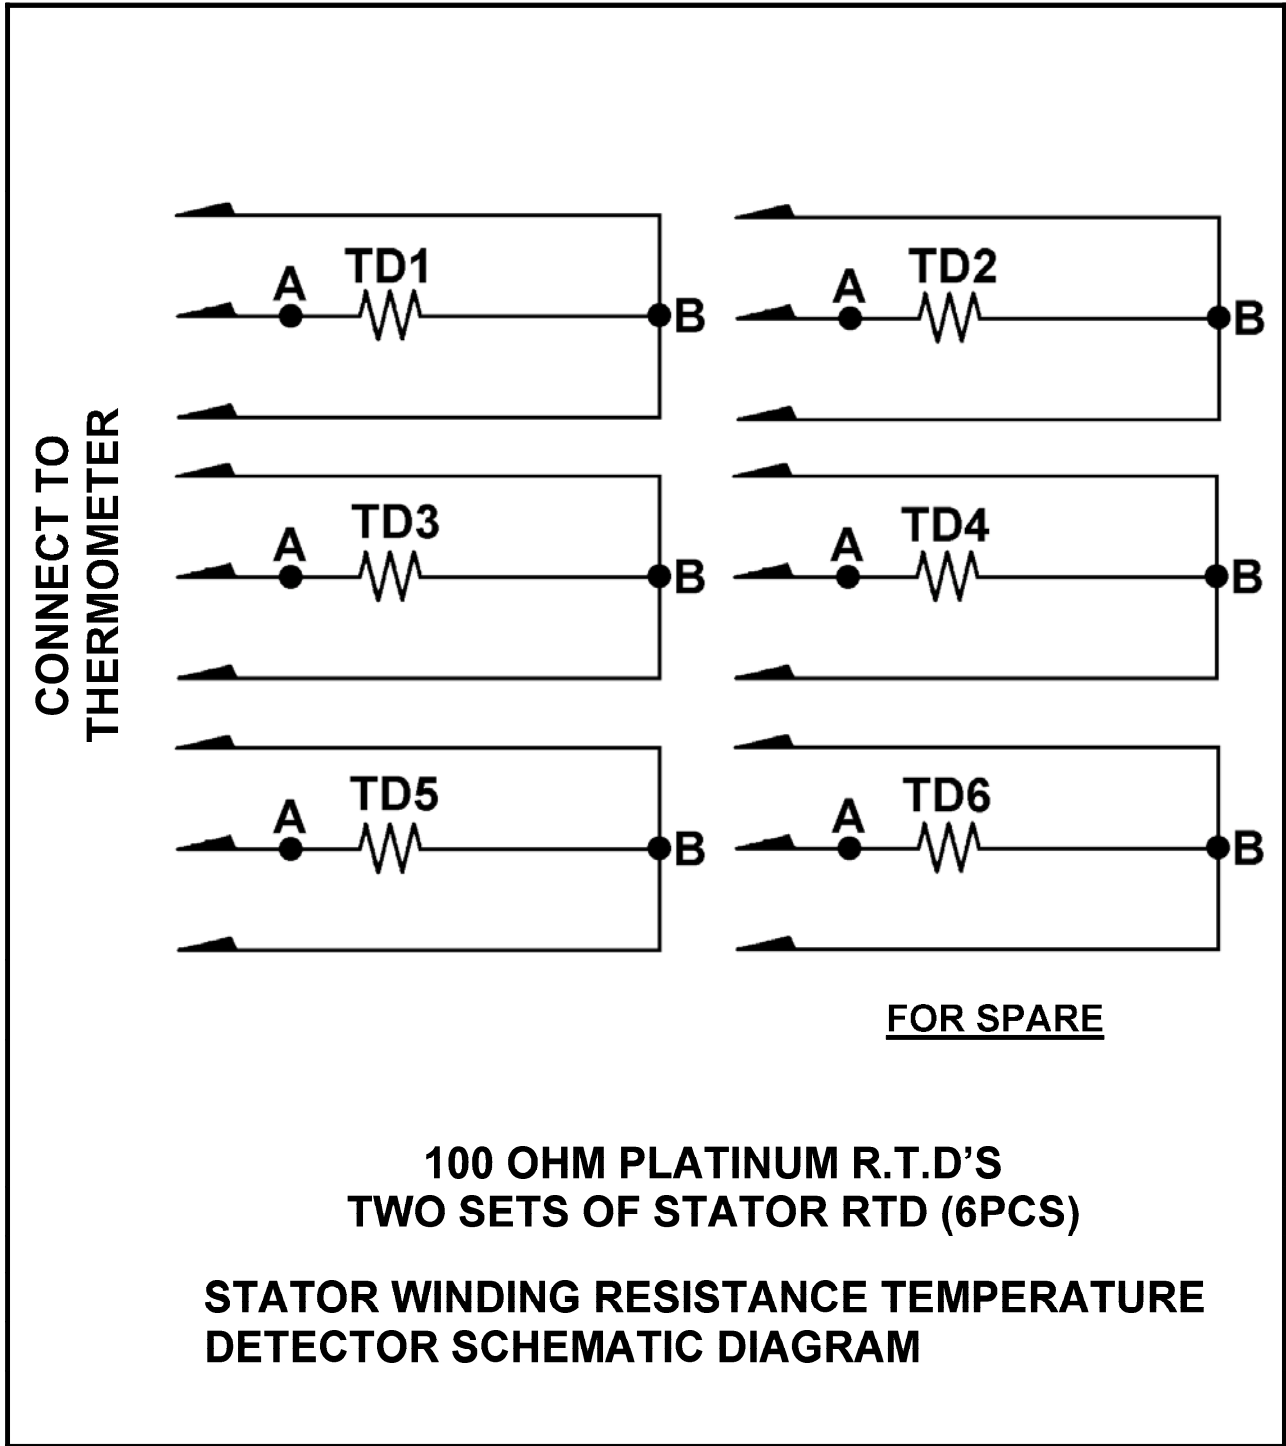 CONNECT TO
THERMOMETER
TD1
A
B
TD2
A
B
TD3
A
B
TD4
A
B
TD5
A
B
TD6
A
B
FOR SPARE
100 OHM PLATINUM R.T.D’S
TWO SETS OF STATOR RTD (6PCS)
STATOR WINDING RESISTANCE TEMPERATURE
DETECTOR SCHEMATIC DIAGRAM